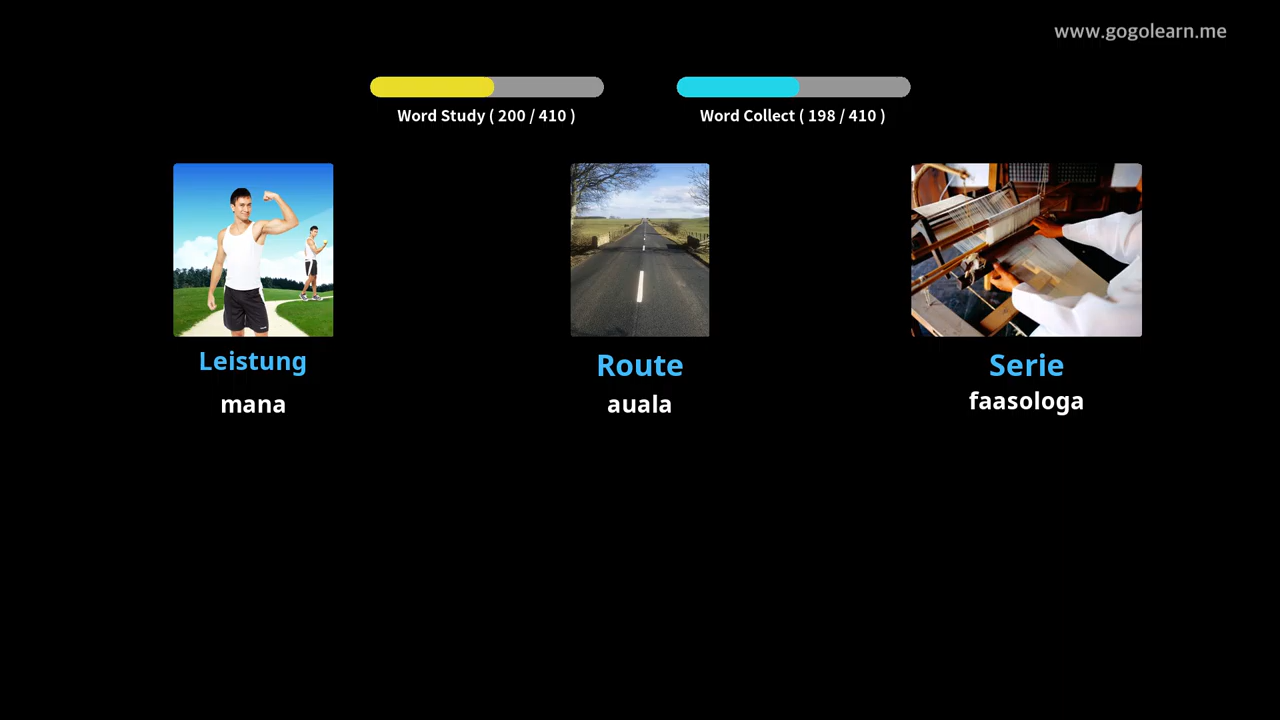 www.gogolearn.me
Word Study ( 200 / 410 )
Word Collect ( 198 / 410 )
Leistung
mana
Route
auala
Serie
faasologa